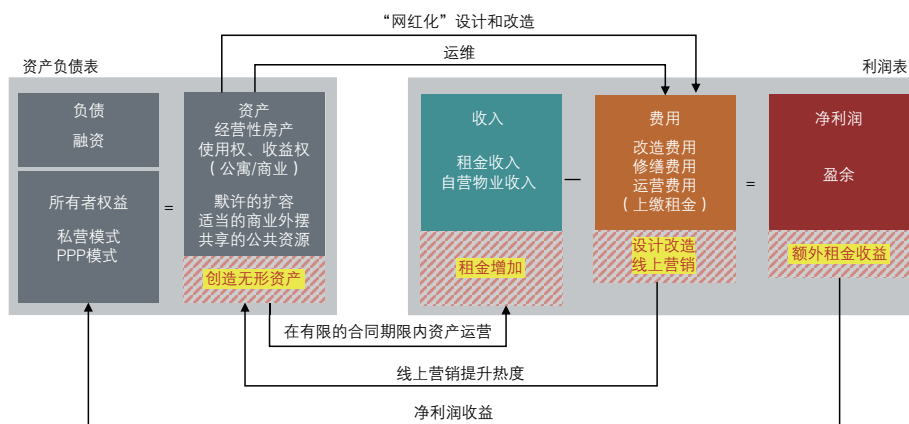 “网红化”设计和改造
运维
资产负债表
利润表
负债
融资
所有者权益
私营模式
PPP模式
=
资产
经营性房产
使用权、收益权
（公寓/商业）
默许的扩容
适当的商业外摆
共享的公共资源
创造无形资产
收入
租金收入
自营物业收入
租金增加
—
费用
改造费用
修缮费用
运营费用
（上缴租金）
设计改造
线上营销
=
净利润
盈余
额外租金收益
在有限的合同期限内资产运营
线上营销提升热度
净利润收益